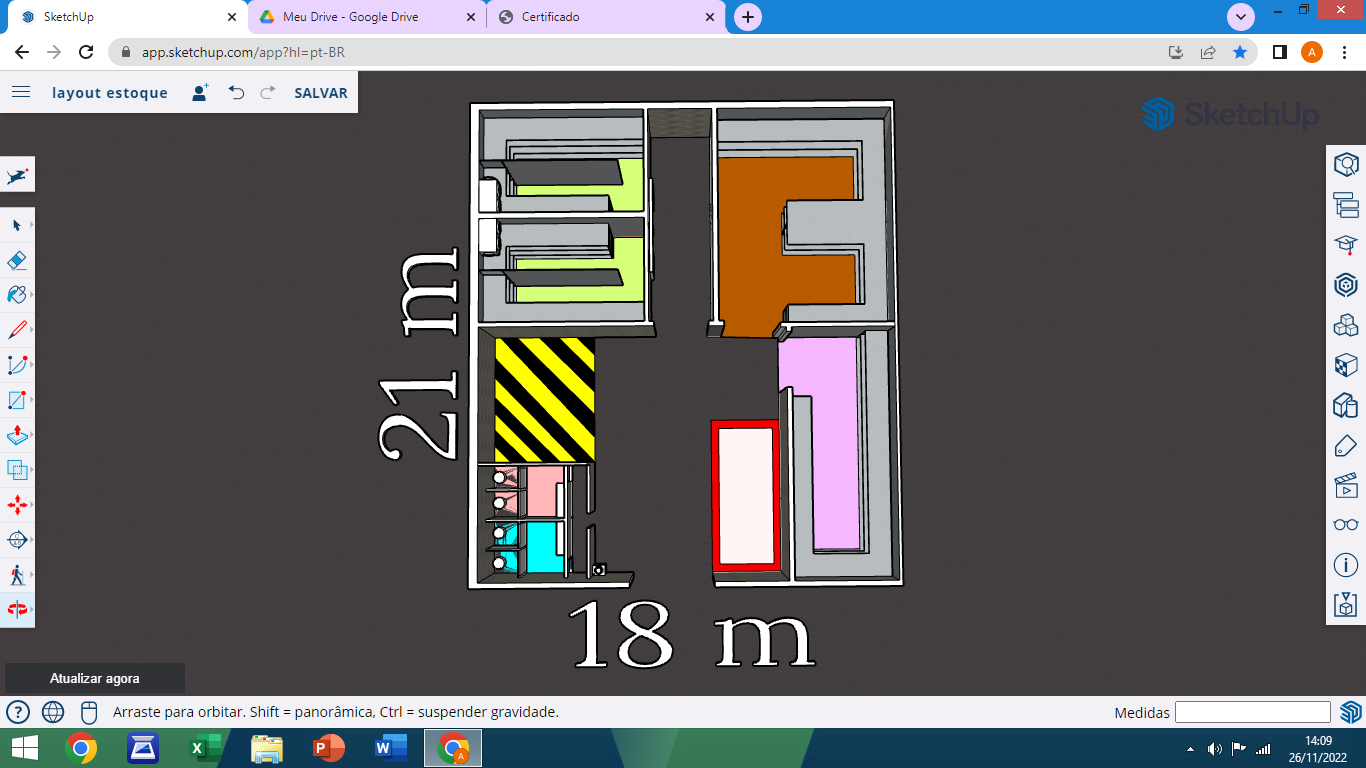 SketchUp
Meu Drive - Google Drive
Certificado
app.sketchup.com/app?hl=pt-BR
A
layout estoque
SALVAR
SketchUp
21 m
18 m
Atualizar agora
Arraste para orbitar. Shift = panorâmica, Ctrl = suspender gravidade.
Medidas
14:09
26/11/2022